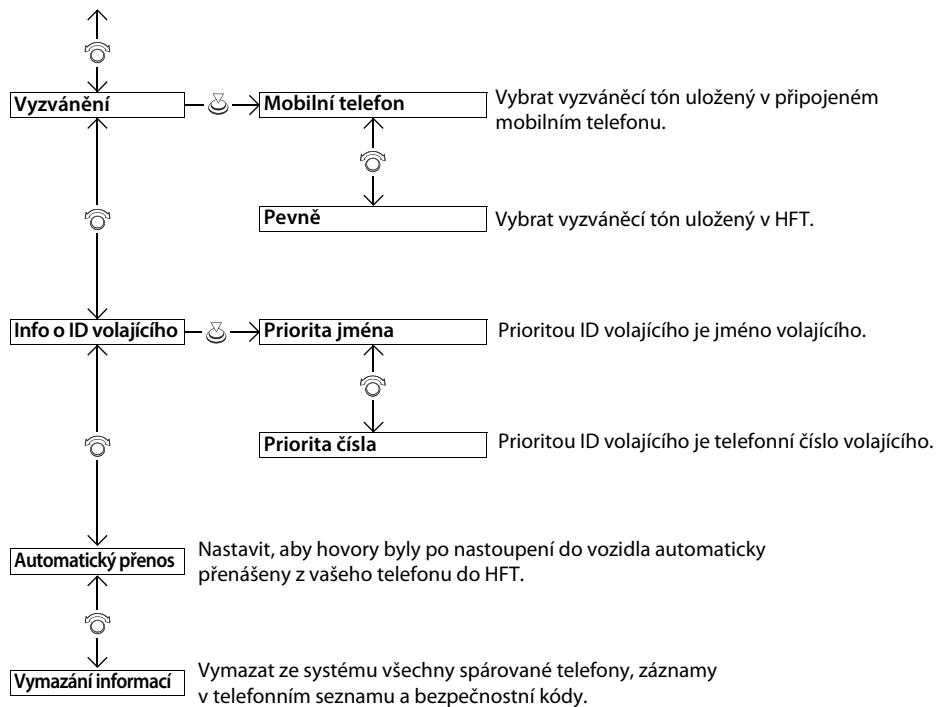 Vyzvánění
Mobilní telefon
Vybrat vyzváněcí tón uložený v připojeném
mobilním telefonu.
Pevně
Vybrat vyzváněcí tón uložený v HFT.
Info o ID volajícího
Priorita jména
Prioritou ID volajícího je jméno volajícího.
Priorita čísla
Prioritou ID volajícího je telefonní číslo volajícího.
Automatický přenos
Nastavit, aby hovory byly po nastoupení do vozidla automaticky
přenášeny z vašeho telefonu do HFT.
Vymazání informací
Vymazat ze systému všechny spárované telefony, záznamy
v telefonním seznamu a bezpečnostní kódy.